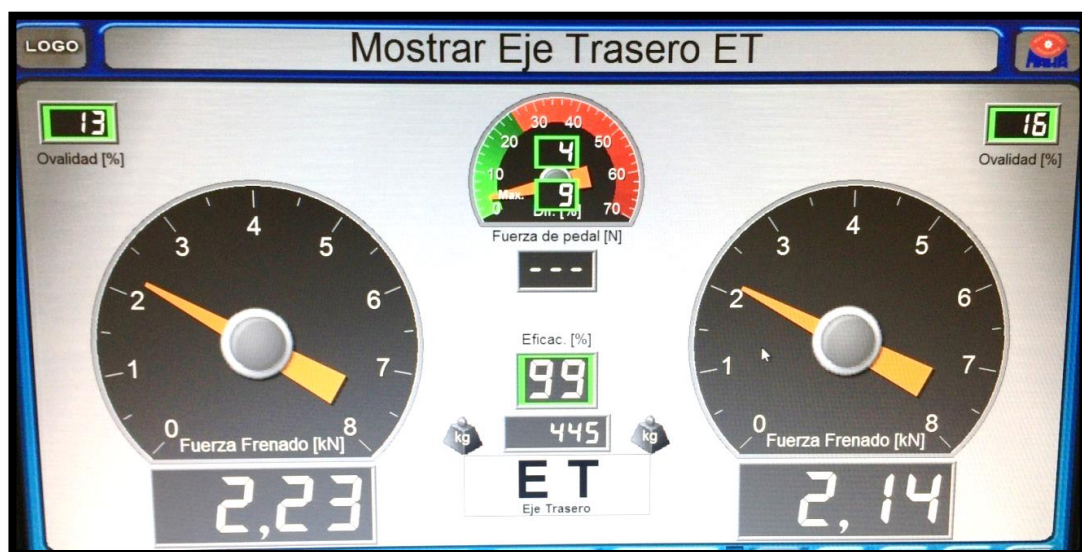 LOGO
Mostrar Eje Trasero ET
MAHA
13
Ovalidad [%]
16
Ovalidad [%]
0 10 20 30 40 50 60 70
4
Max.
9
Dif. [%]
Fuerza de pedal [N]
---
0 1 2 3 4 5 6 7 8
Fuerza Frenado [kN]
2,23
Eficac. [%]
99
kg
445
kg
ET
Eje Trasero
0 1 2 3 4 5 6 7 8
Fuerza Frenado [kN]
2,14